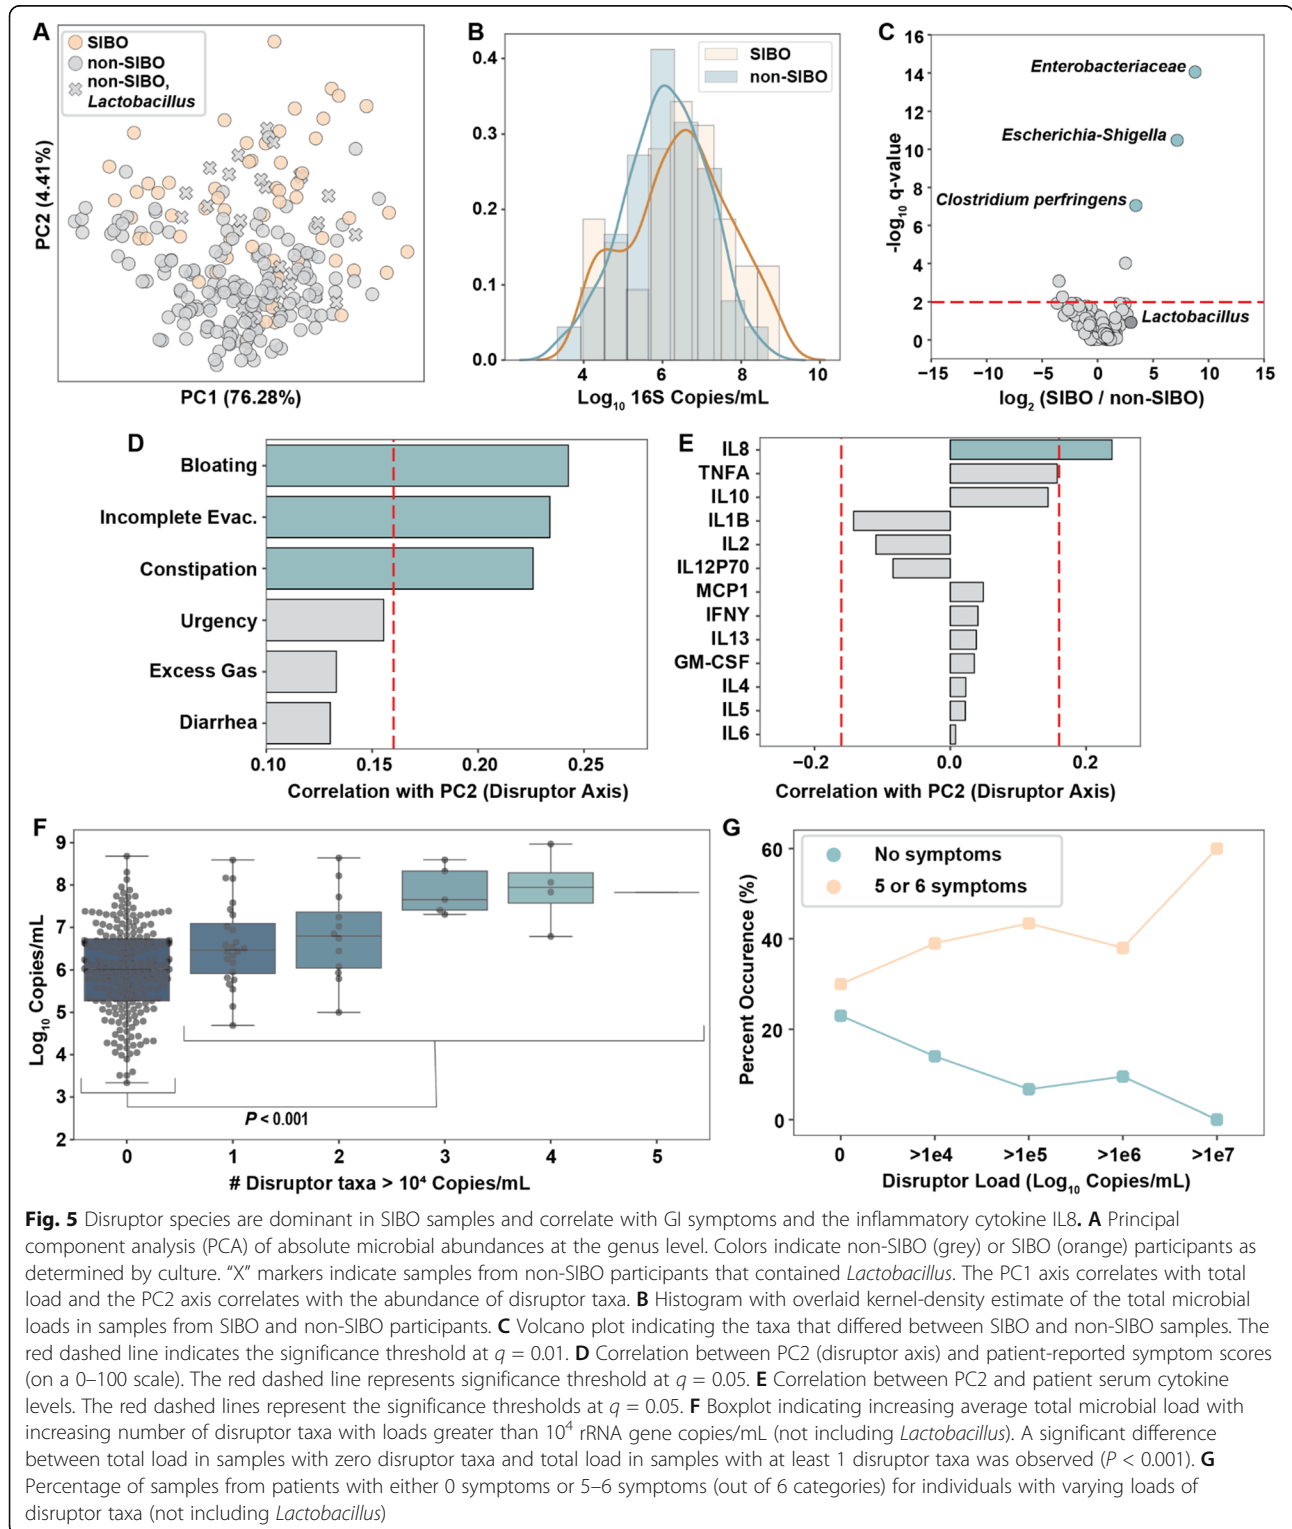 A
SIBO
non-SIBO
non-SIBO,
Lactobacillus
PC2 (4.41%)
PC1 (76.28%)
B
SIBO
non-SIBO
0.4
0.3
0.2
0.1
0.0
4 6 8 10
Log10 16S Copies/mL
C
-log10 q-value
16
14
12
10
8
6
4
2
0
Enterobacteriaceae
Escherichia-Shigella
Clostridium perfringens
Lactobacillus
−15 −10 −5 0 5 10 15
log2 (SIBO / non-SIBO)
D
Bloating
Incomplete Evac.
Constipation
Urgency
Excess Gas
Diarrhea
0.10 0.15 0.20 0.25
Correlation with PC2 (Disruptor Axis)
E
IL8
TNFA
IL10
IL1B
IL2
IL12P70
MCP1
IFNY
IL13
GM-CSF
IL4
IL5
IL6
−0.2 0.0 0.2
Correlation with PC2 (Disruptor Axis)
F
Log10 Copies/mL
9
8
7
6
5
4
3
2
P < 0.001
0 1 2 3 4 5
# Disruptor taxa > 10⁴ Copies/mL
G
No symptoms
5 or 6 symptoms
Percent Occurence (%)
60
40
20
0
0 >1e4 >1e5 >1e6 >1e7
Disruptor Load (Log10 Copies/mL)
Fig. 5 Disruptor species are dominant in SIBO samples and correlate with GI symptoms and the inflammatory cytokine IL8. A Principal
component analysis (PCA) of absolute microbial abundances at the genus level. Colors indicate non-SIBO (grey) or SIBO (orange) participants as
determined by culture. “X” markers indicate samples from non-SIBO participants that contained Lactobacillus. The PC1 axis correlates with total
load and the PC2 axis correlates with the abundance of disruptor taxa. B Histogram with overlaid kernel-density estimate of the total microbial
loads in samples from SIBO and non-SIBO participants. C Volcano plot indicating the taxa that differed between SIBO and non-SIBO samples. The
red dashed line indicates the significance threshold at q = 0.01. D Correlation between PC2 (disruptor axis) and patient-reported symptom scores
(on a 0–100 scale). The red dashed line represents significance threshold at q = 0.05. E Correlation between PC2 and patient serum cytokine
levels. The red dashed lines represent the significance thresholds at q = 0.05. F Boxplot indicating increasing average total microbial load with
increasing number of disruptor taxa with loads greater than 10⁴ rRNA gene copies/mL (not including Lactobacillus). A significant difference
between total load in samples with zero disruptor taxa and total load in samples with at least 1 disruptor taxa was observed (P < 0.001). G
Percentage of samples from patients with either 0 symptoms or 5–6 symptoms (out of 6 categories) for individuals with varying loads of
disruptor taxa (not including Lactobacillus)